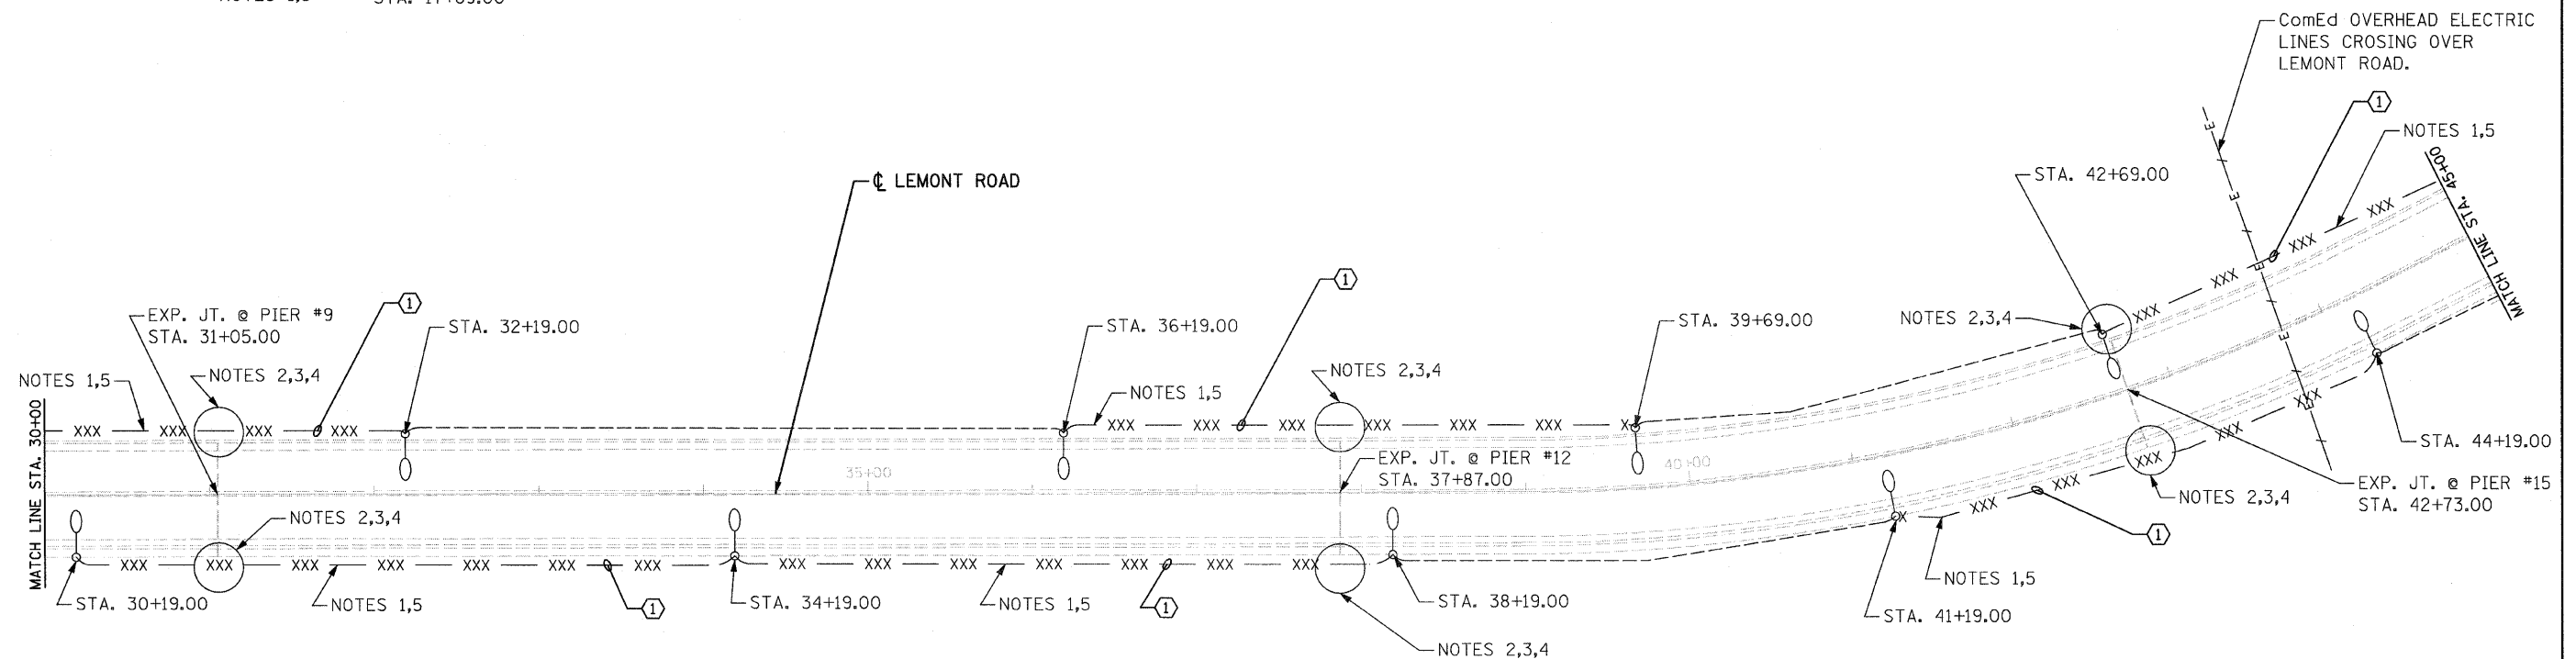 ComEd OVERHEAD ELECTRIC
LINES CROSING OVER
LEMONT ROAD.
1
NOTES 1,5
MATCH LINE STA. 45+00
MATCH LINE STA. 45+00
STA. 42+69.00
NOTES 2,3,4
℄ LEMONT ROAD
EXP. JT. @ PIER #9
STA. 31+05.00
1
STA. 32+19.00
NOTES 1,5
NOTES 2,3,4
MATCH LINE STA. 30+00
XXX XXX XXX XXX
STA. 36+19.00
1
NOTES 1,5
NOTES 2,3,4
XXX XXX XXX XXX XXX XXX X
STA. 39+69.00
35+00
EXP. JT. @ PIER #12
STA. 37+87.00
40+00
XXX XXX XXX XXX
E E E E E
STA. 44+19.00
EXP. JT. @ PIER #15
STA. 42+73.00
NOTES 2,3,4
X XXX XXX XXX XXX
1
NOTES 1,5
STA. 41+19.00
NOTES 2,3,4
XXX XXX XXX XXX XXX XXX XXX
XXX XXX XXX XXX XXX XXX XXX
STA. 30+19.00
NOTES 1,5
1
STA. 34+19.00
NOTES 1,5
1
STA. 38+19.00
NOTES 2,3,4